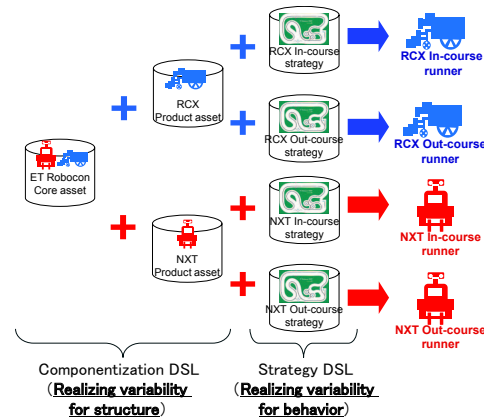 RCX In-course
strategy
RCX In-course
runner
RCX
Product asset
RCX Out-course
strategy
RCX Out-course
runner
ET Robocon
Core asset
NXT In-course
strategy
NXT In-course
runner
NXT
Product asset
NXT Out-course
strategy
NXT Out-course
runner
Componentization DSL
(Realizing variability
for structure)
Strategy DSL
(Realizing variability
for behavior)